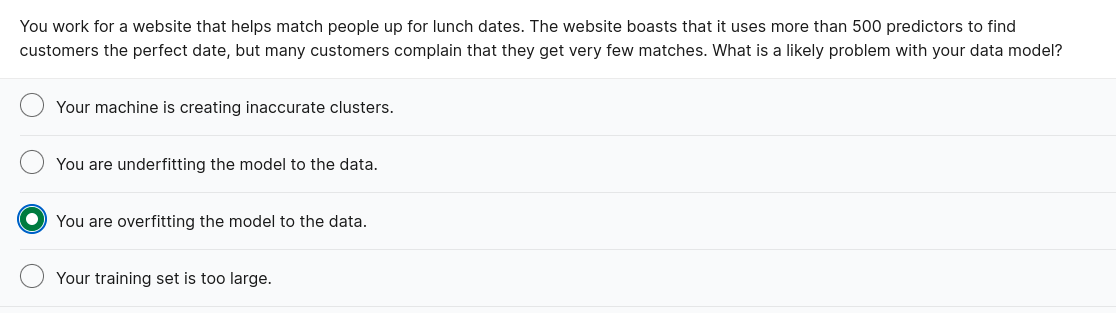 You work for a website that helps match people up for lunch dates. The website boasts that it uses more than 500 predictors to find
customers the perfect date, but many customers complain that they get very few matches. What is a likely problem with your data model?
Your machine is creating inaccurate clusters.
You are underfitting the model to the data.
You are overfitting the model to the data.
Your training set is too large.